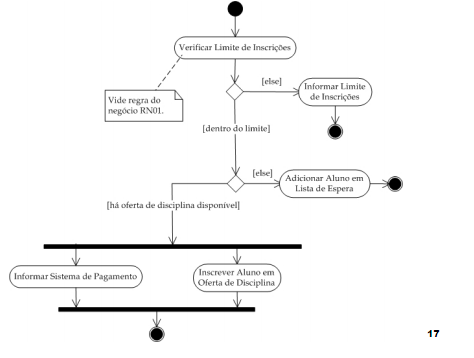 Verificar Limite de Inscrições
[else]
Informar Limite
de Inscrições
Vide regra do
negócio RN01.
[dentro do limite]
[else]
Adicionar Aluno em
Lista de Espera
[há oferta de disciplina disponível]
Informar Sistema de Pagamento
Inscrever Aluno em
Oferta de Disciplina
17